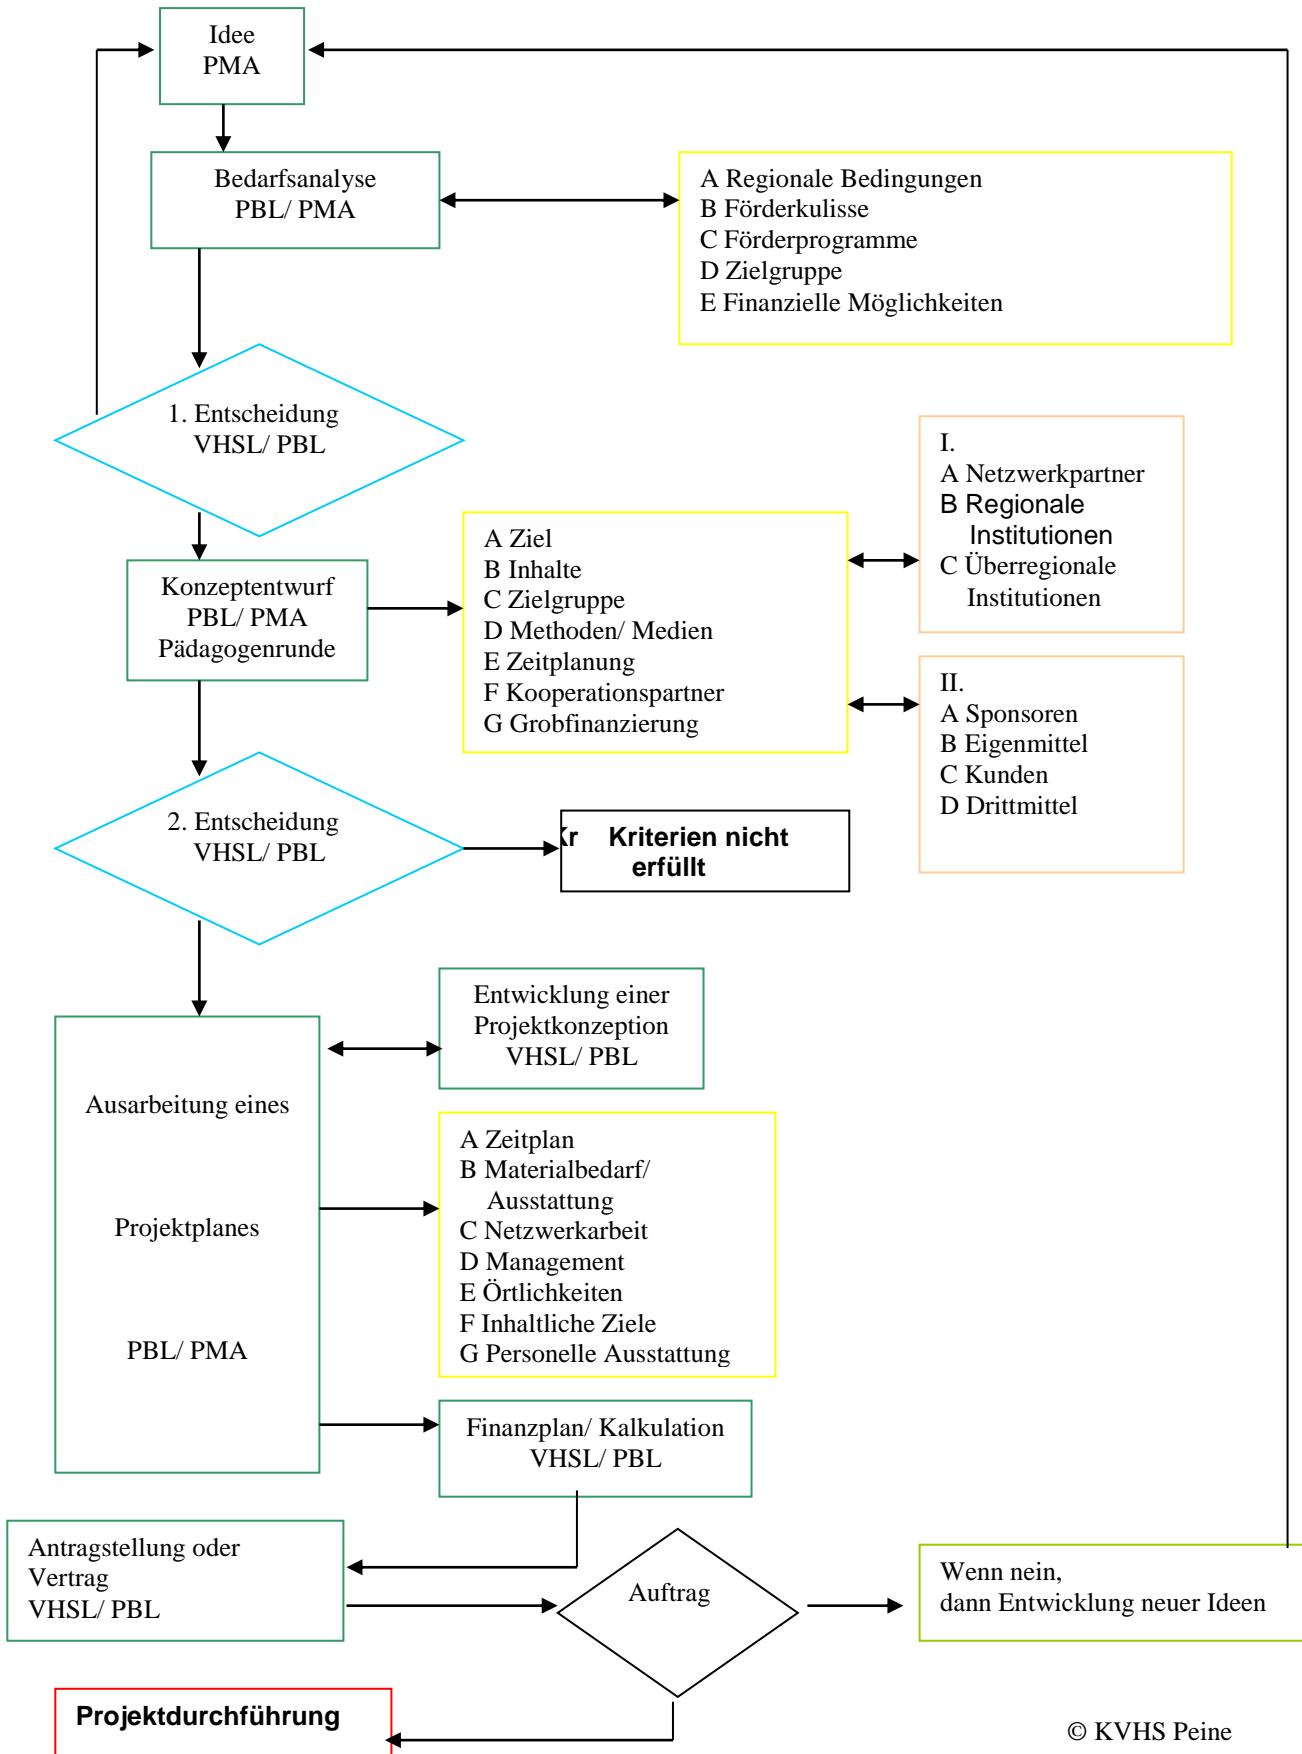 Idee
PMA
Bedarfsanalyse
PBL/ PMA
A Regionale Bedingungen
B Förderkulisse
C Förderprogramme
D Zielgruppe
E Finanzielle Möglichkeiten
1. Entscheidung
VHSL/ PBL
Konzeptentwurf
PBL/ PMA
Pädagogenrunde
A Ziel
B Inhalte
C Zielgruppe
D Methoden/ Medien
E Zeitplanung
F Kooperationspartner
G Grobfinanzierung
I.
A Netzwerkpartner
B Regionale
Institutionen
C Überregionale
Institutionen
II.
A Sponsoren
B Eigenmittel
C Kunden
D Drittmittel
2. Entscheidung
VHSL/ PBL
Kr Kriterien nicht
erfüllt
Entwicklung einer
Projektkonzeption
VHSL/ PBL
Ausarbeitung eines
Projektplanes
PBL/ PMA
A Zeitplan
B Materialbedarf/
Ausstattung
C Netzwerkarbeit
D Management
E Örtlichkeiten
F Inhaltliche Ziele
G Personelle Ausstattung
Finanzplan/ Kalkulation
VHSL/ PBL
Antragstellung oder
Vertrag
VHSL/ PBL
Auftrag
Wenn nein,
dann Entwicklung neuer Ideen
Projektdurchführung
© KVHS Peine